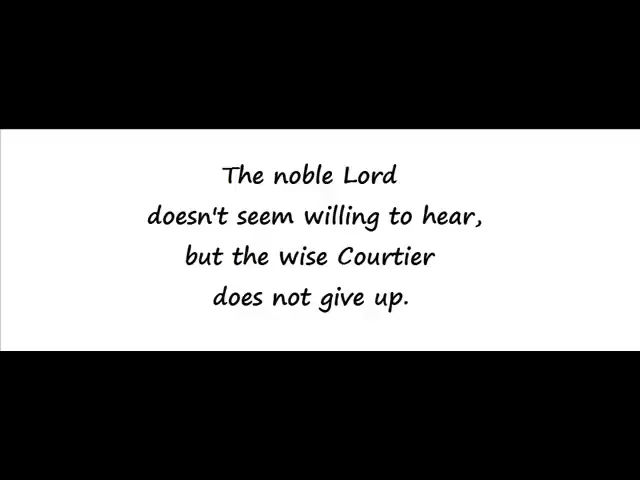 The noble Lord
doesn't seem willing to hear,
but the wise Courtier
does not give up.